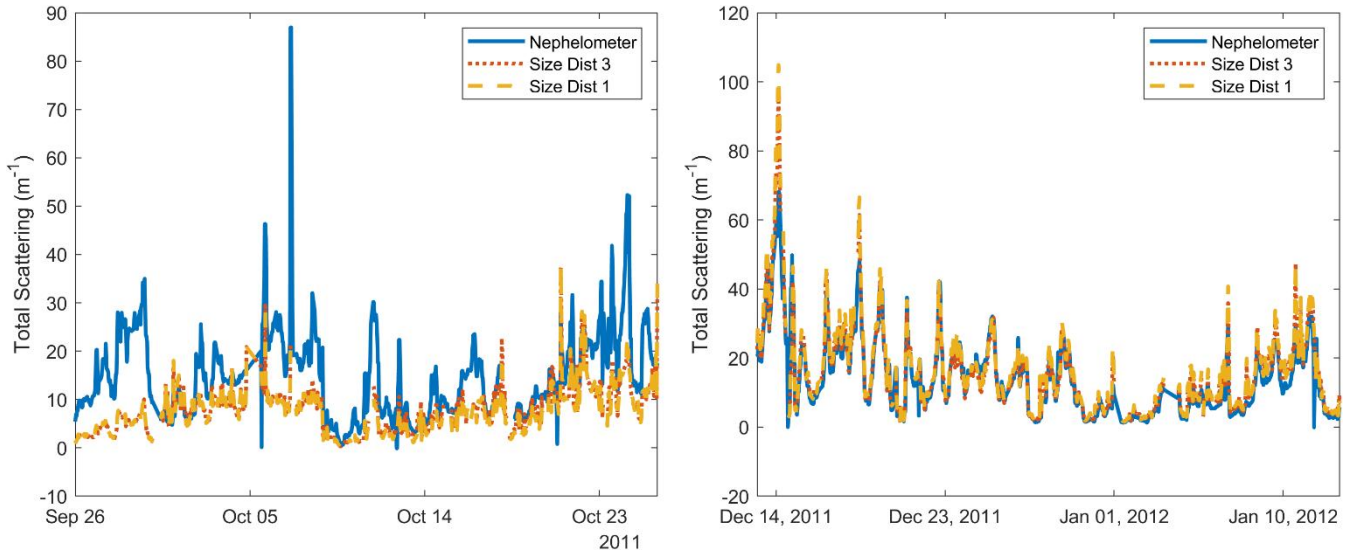 90
80
70
60
50
40
30
20
10
0
-10
Total Scattering (m⁻¹)
Nephelometer
Size Dist 3
Size Dist 1
Sep 26
Oct 05
Oct 14
Oct 23
2011
120
100
80
60
40
20
0
-20
Total Scattering (m⁻¹)
Nephelometer
Size Dist 3
Size Dist 1
Dec 14, 2011
Dec 23, 2011
Jan 01, 2012
Jan 10, 2012